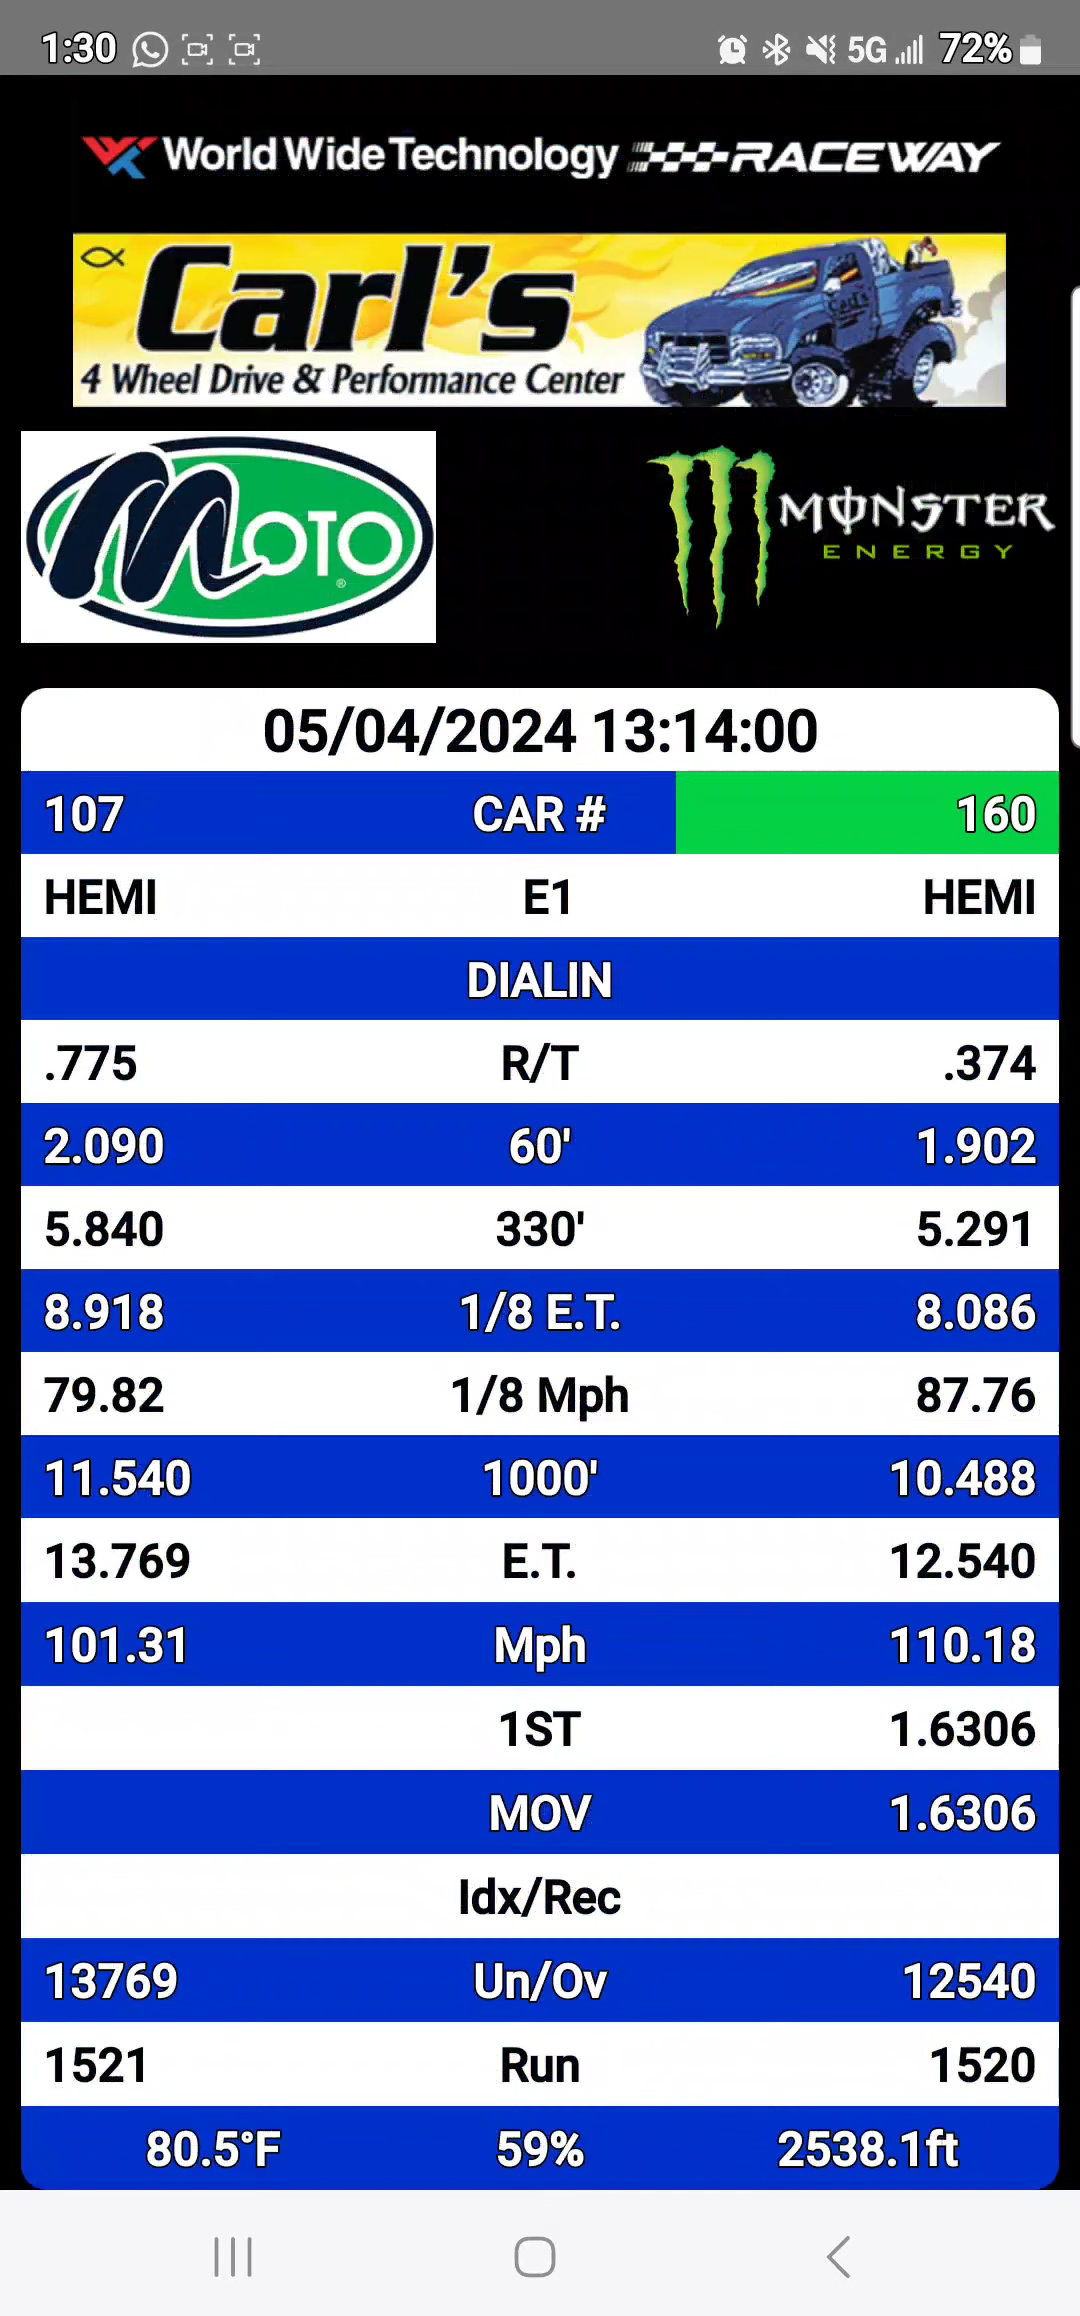 1:30 5G 72%
World Wide Technology RACEWAY
Carl's
4 Wheel Drive & Performance Center
MOTO ®
MONSTER
ENERGY
05/04/2024 13:14:00
107 CAR # 160
HEMI E1 HEMI
DIALIN
.775 R/T .374
2.090 60' 1.902
5.840 330' 5.291
8.918 1/8 E.T. 8.086
79.82 1/8 Mph 87.76
11.540 1000' 10.488
13.769 E.T. 12.540
101.31 Mph 110.18
1ST 1.6306
MOV 1.6306
Idx/Rec
13769 Un/Ov 12540
1521 Run 1520
80.5°F 59% 2538.1ft